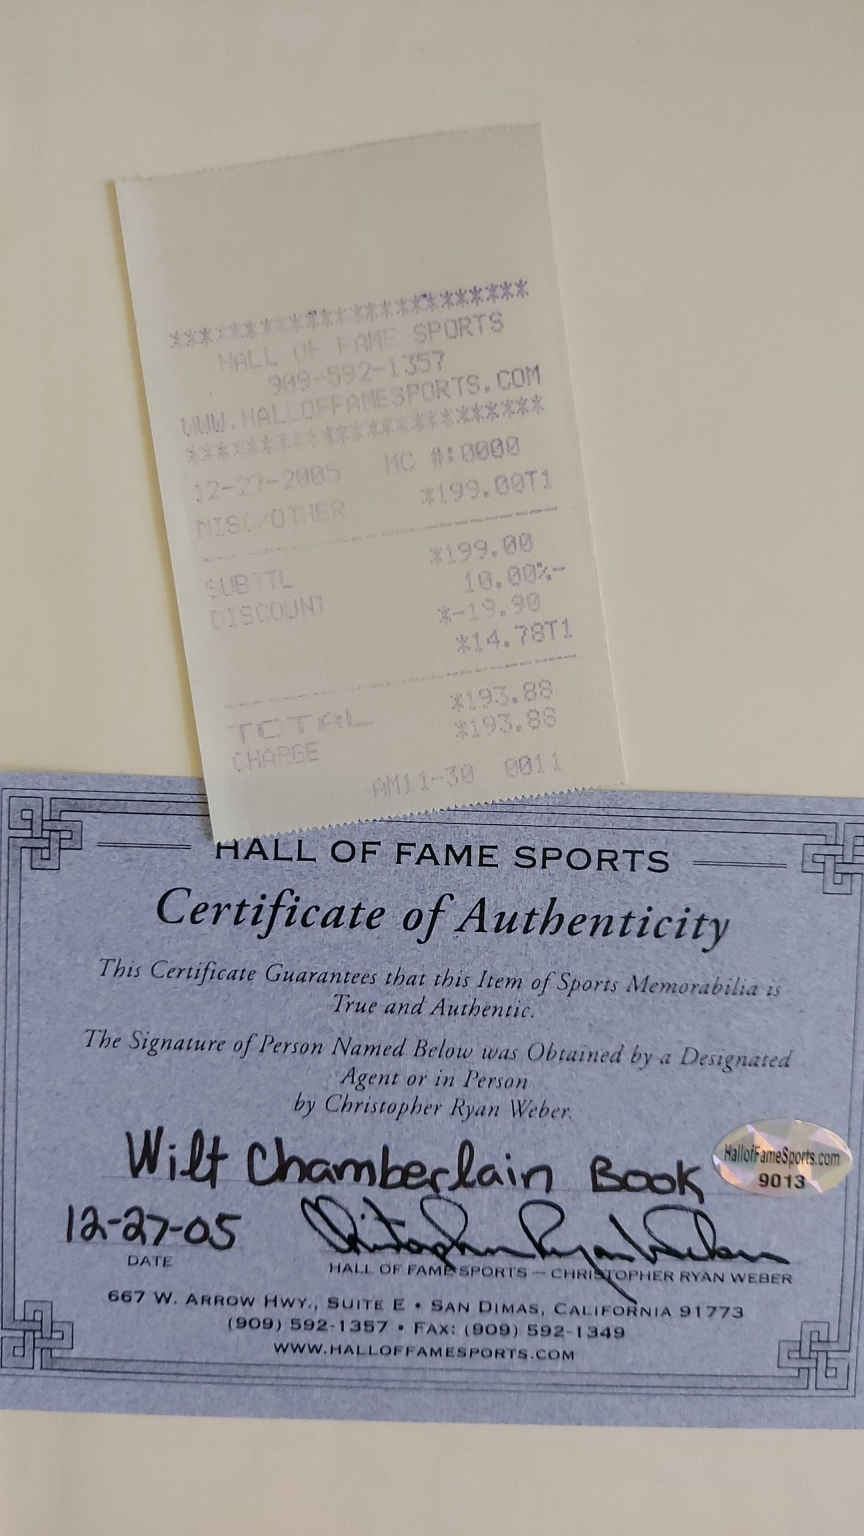 ***********************
HALL OF FAME SPORTS
909-592-1357
WWW.HALLOFFAMESPORTS.COM
***********************
12-27-2005 MC #:0000
MISC/OTHER *199.00T1
SUBTTL *199.00
DISCOUNT 10.00%-
*-19.90
*14.78T1
TOTAL *193.88
CHARGE *193.88
AM11-30 0011
HALL OF FAME SPORTS
Certificate of Authenticity
This Certificate Guarantees that this Item of Sports Memorabilia is
True and Authentic.
The Signature of Person Named Below was Obtained by a Designated
Agent or in Person
by Christopher Ryan Weber.
Wilt Chamberlain Book
HallofFameSports.com
9013
12-27-05 Christopher Ryan Weber
DATE HALL OF FAME SPORTS — CHRISTOPHER RYAN WEBER
667 W. ARROW HWY., SUITE E • SAN DIMAS, CALIFORNIA 91773
(909) 592-1357 • FAX: (909) 592-1349
WWW.HALLOFFAMESPORTS.COM